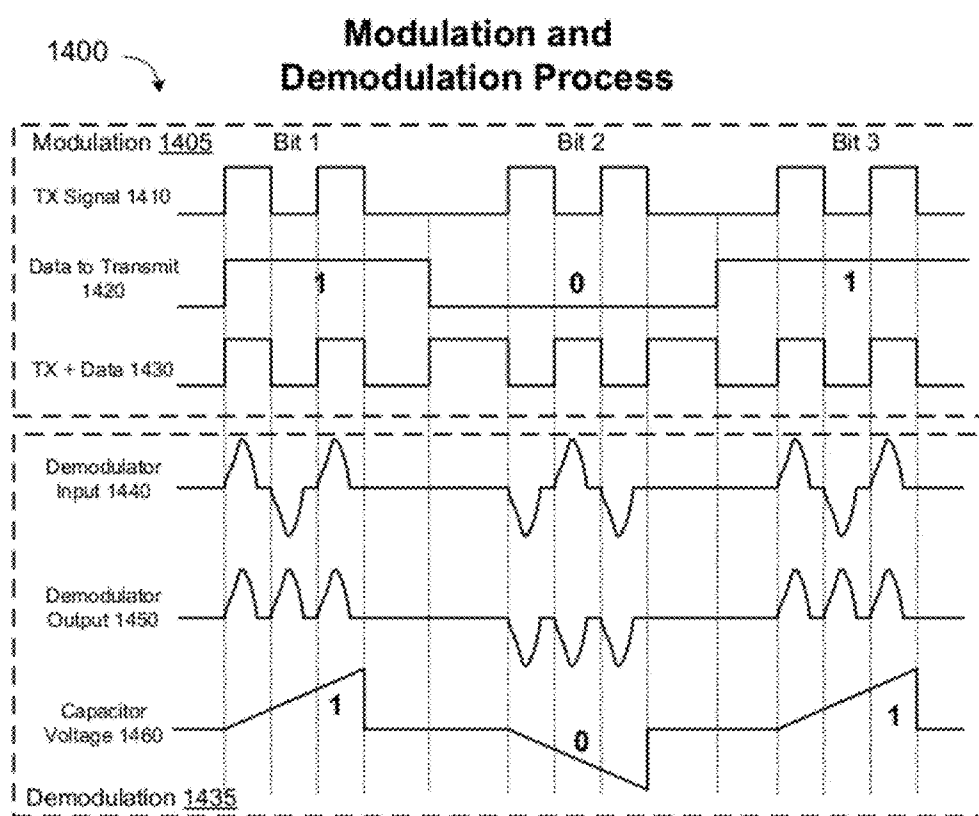 1400
Modulation and
Demodulation Process
Modulation 1405
Bit 1
Bit 2
Bit 3
TX Signal 1410
Data to Transmit
1420
1
0
1
TX + Data 1430
Demodulator
Input 1440
Demodulator
Output 1450
Capacitor
Voltage 1460
1
0
1
Demodulation 1435